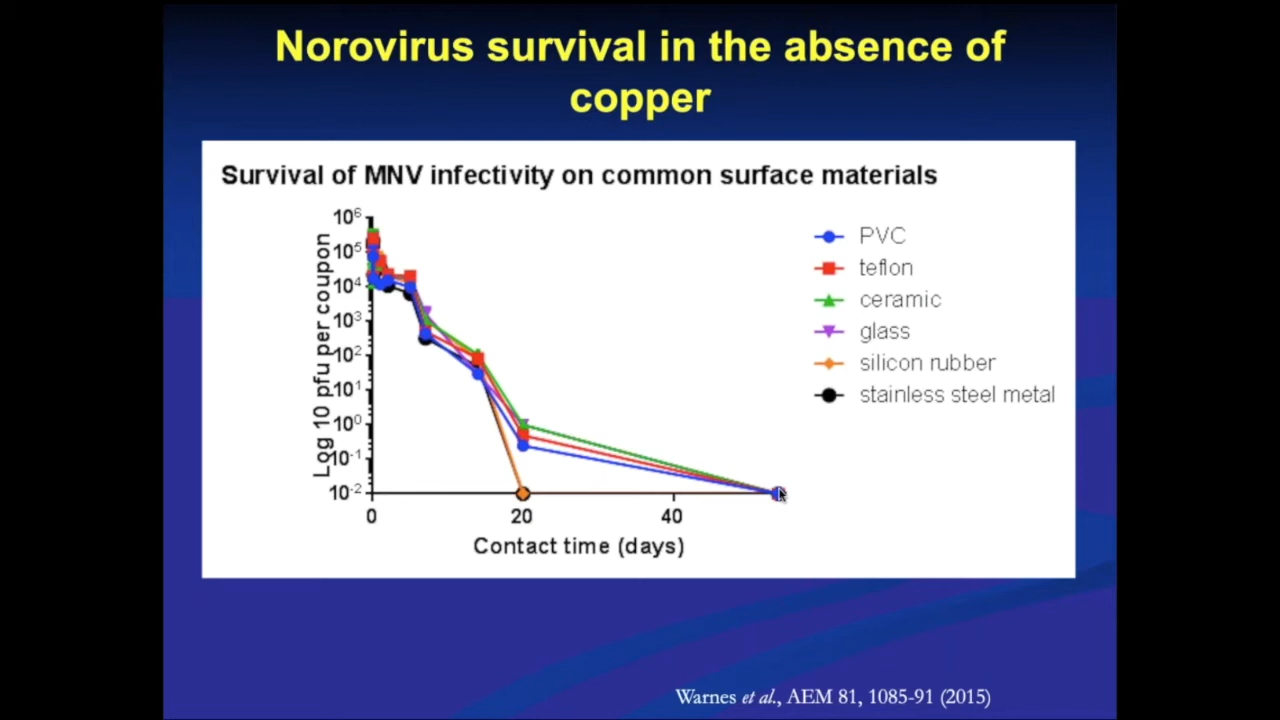 Norovirus survival in the absence of
copper
Survival of MNV infectivity on common surface materials
Log 10 pfu per coupon
10⁶
10⁵
10⁴
10³
10²
10¹
10⁰
10⁻¹
10⁻²
0
20
40
Contact time (days)
PVC
teflon
ceramic
glass
silicon rubber
stainless steel metal
Warnes et al., AEM 81, 1085-91 (2015)